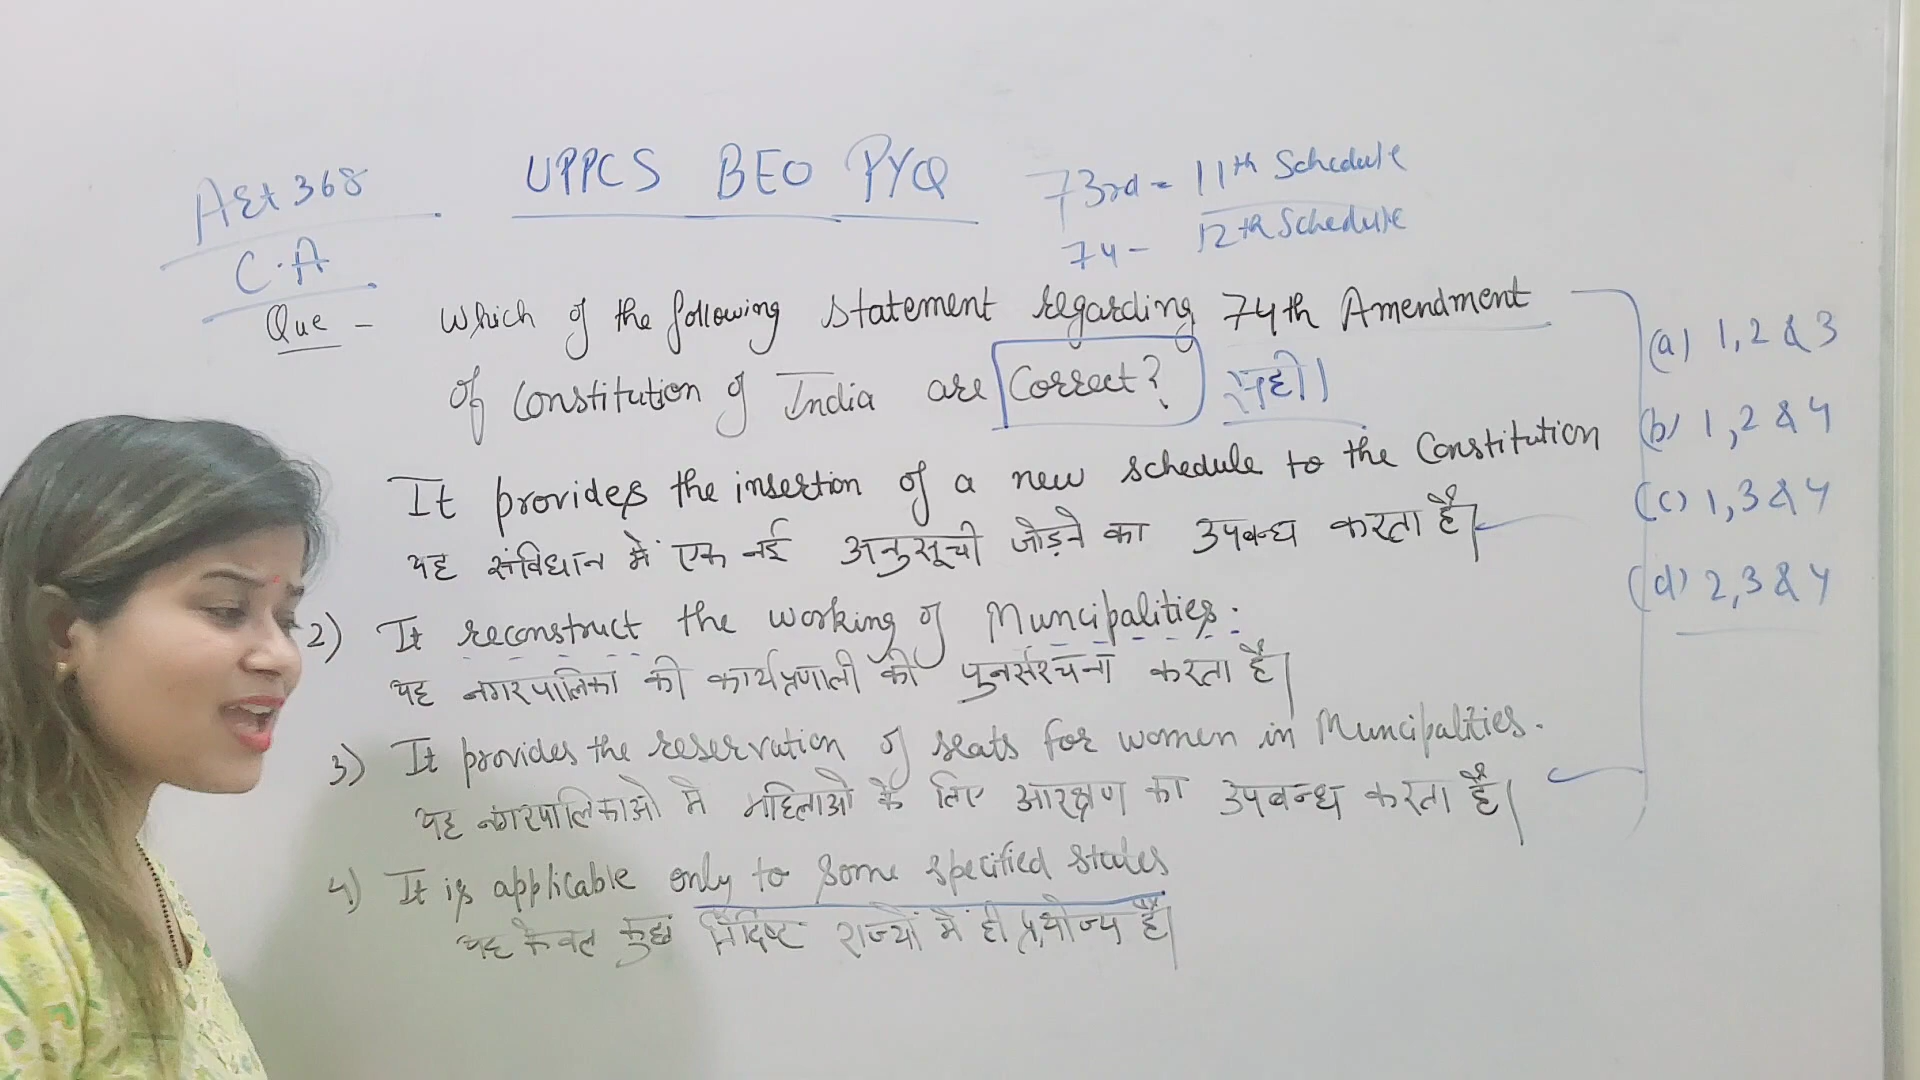 Art 368
C.A
UPPCS BEO PYQ
73rd - 11th Schedule
74 - 12th Schedule
Que - Which of the following statement regarding 74th Amendment
of Constitution of India are Correct? सही।
It provides the insertion of a new schedule to the Constitution
यह संविधान में एक नई अनुसूची जोड़ने का उपबन्ध करता है।
2) It reconstruct the working of Muncipalities.
यह नगरपालिका की कार्यप्रणाली की पुनर्संरचना करता है।
3) It provides the reservation of seats for women in Muncipalities.
यह नगरपालिकाओं में महिलाओं के लिए आरक्षण का उपबन्ध करता है।
4) It is applicable only to some specified states
यह केवल कुछ निर्दिष्ट राज्यों में ही प्रयोज्य है।
(a) 1, 2 & 3
(b) 1, 2 & 4
(c) 1, 3 & 4
(d) 2, 3 & 4